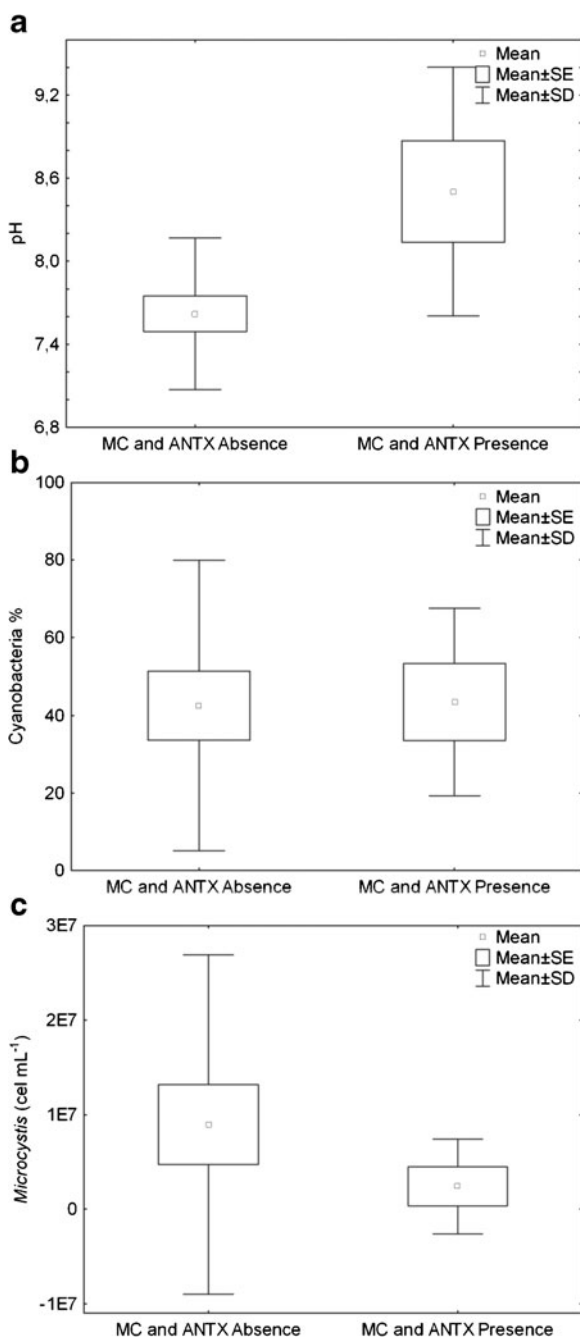 a
Mean
Mean±SE
Mean±SD
9,2
8,6
8,0
7,4
6,8
pH
MC and ANTX Absence
MC and ANTX Presence
b
Mean
Mean±SE
Mean±SD
100
80
60
40
20
0
Cyanobacteria %
MC and ANTX Absence
MC and ANTX Presence
c
Mean
Mean±SE
Mean±SD
3E7
2E7
1E7
0
-1E7
Microcystis (cel mL⁻¹)
MC and ANTX Absence
MC and ANTX Presence